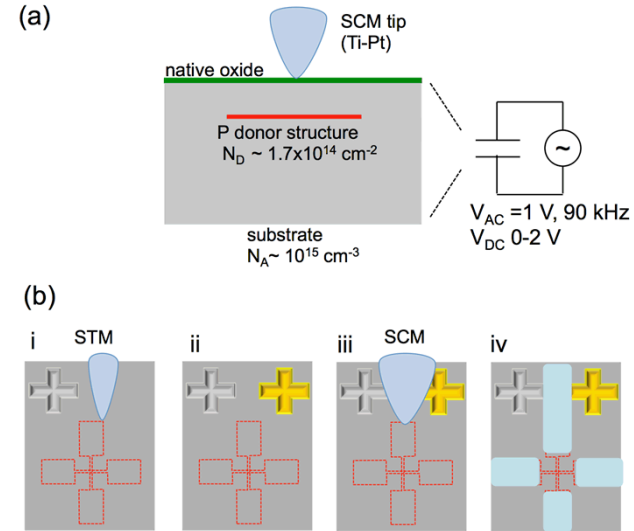 (a)
SCM tip
(Ti-Pt)
native oxide
P donor structure
N_D ~ 1.7x10^14 cm^-2
substrate
N_A~ 10^15 cm^-3
~
V_AC =1 V, 90 kHz
V_DC 0-2 V
(b)
i
STM
ii
iii
SCM
iv